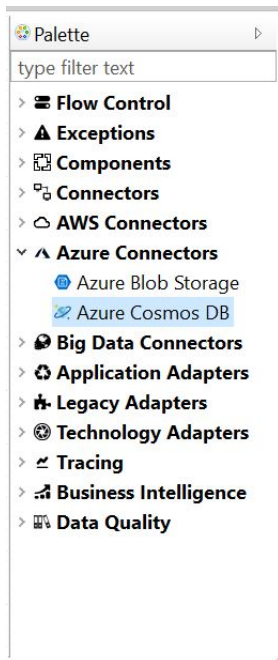 Palette
type filter text
Flow Control
Exceptions
Components
Connectors
AWS Connectors
Azure Connectors
Azure Blob Storage
Azure Cosmos DB
Big Data Connectors
Application Adapters
Legacy Adapters
Technology Adapters
Tracing
Business Intelligence
Data Quality